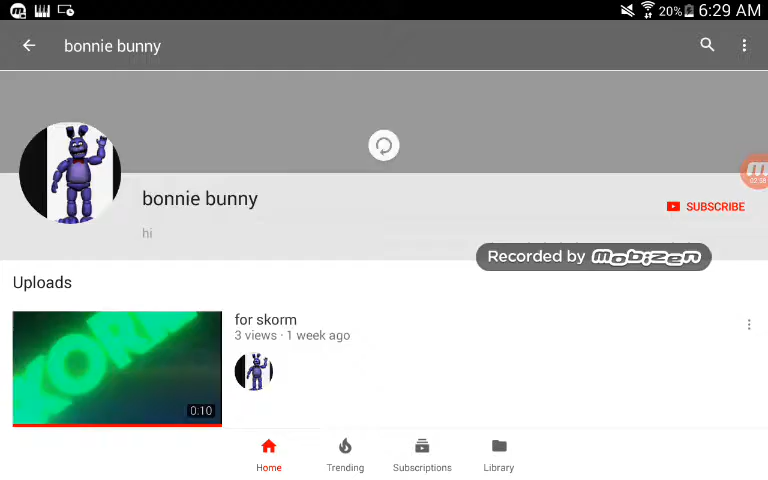 20% 6:29 AM
bonnie bunny
bonnie bunny
SUBSCRIBE
hi
Recorded by mobizen
Uploads
for skorm
3 views · 1 week ago
KORM
0:10
Home Trending Subscriptions Library